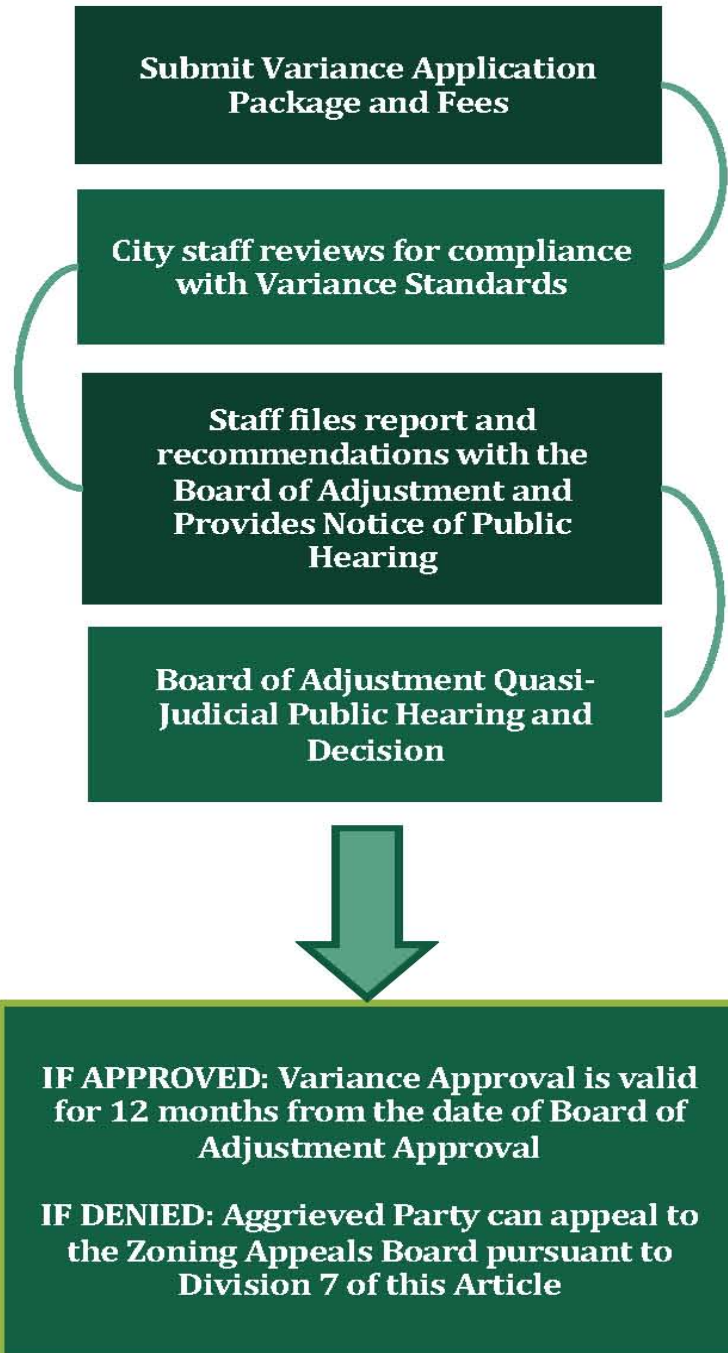 Submit Variance Application
Package and Fees
City staff reviews for compliance
with Variance Standards
Staff files report and
recommendations with the
Board of Adjustment and
Provides Notice of Public
Hearing
Board of Adjustment Quasi-
Judicial Public Hearing and
Decision
IF APPROVED: Variance Approval is valid
for 12 months from the date of Board of
Adjustment Approval
IF DENIED: Aggrieved Party can appeal to
the Zoning Appeals Board pursuant to
Division 7 of this Article